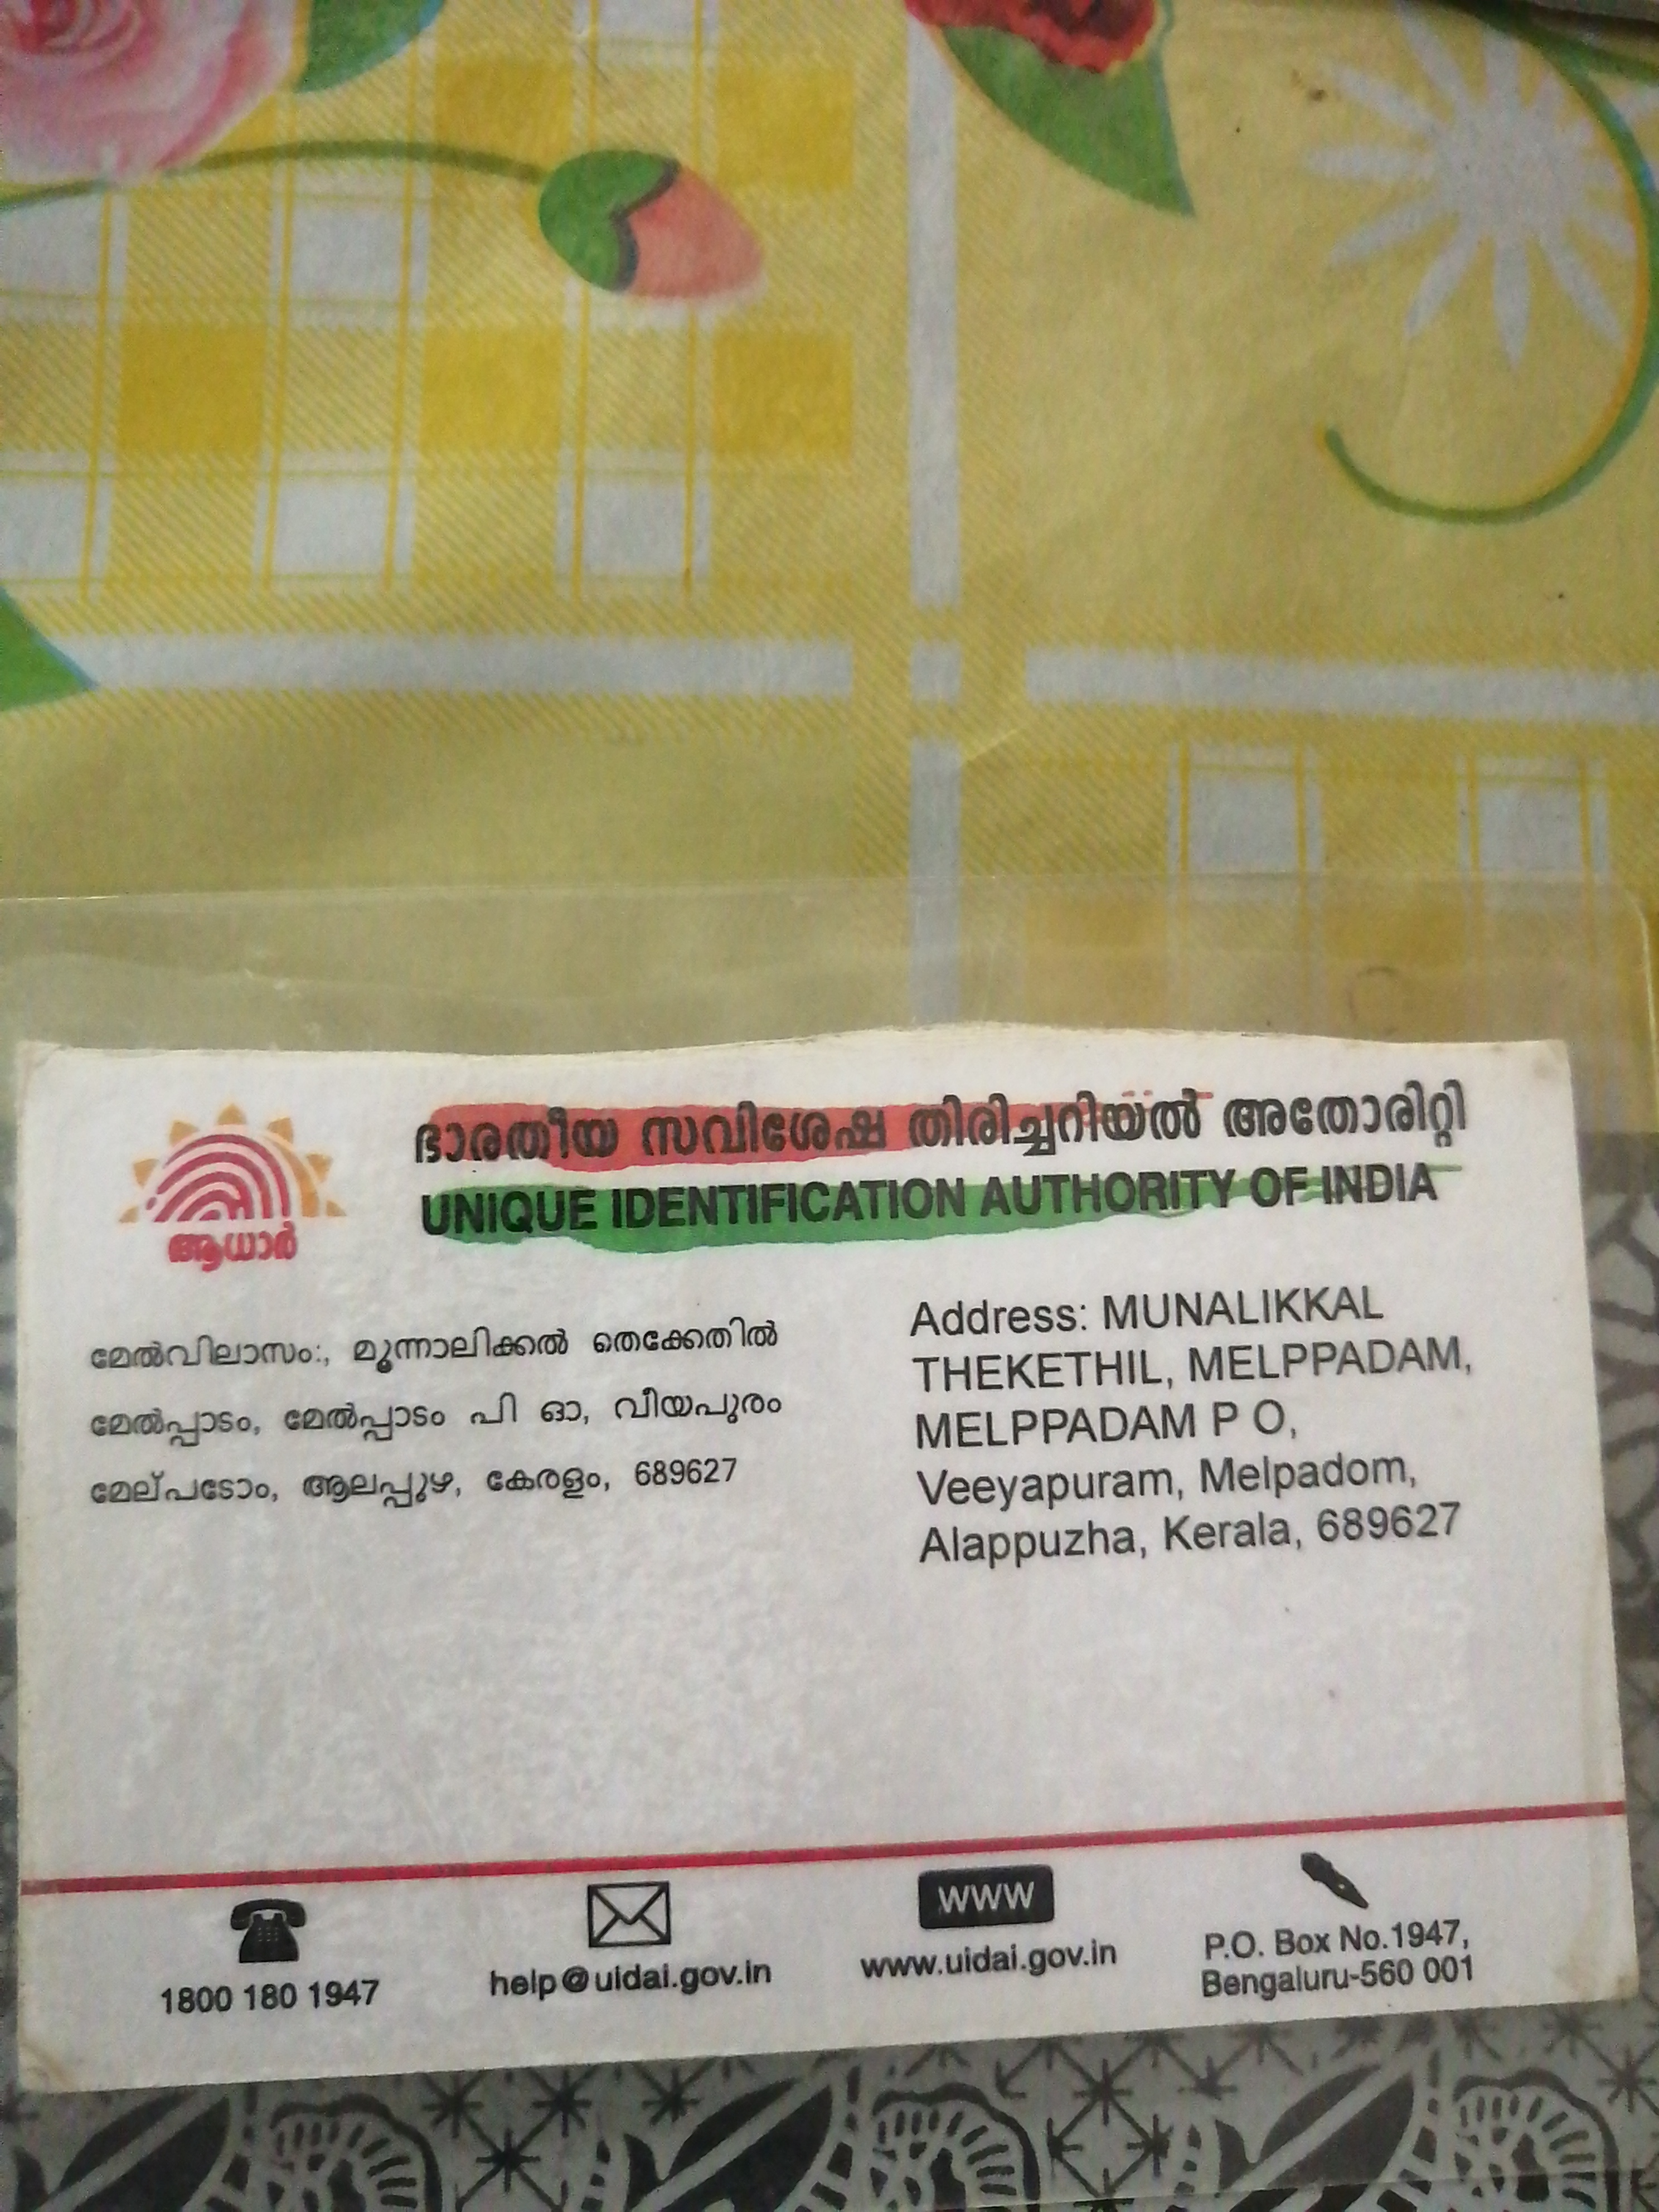 ഭാരതീയ സവിശേഷ തിരിച്ചറിയൽ അതോരിറ്റി
UNIQUE IDENTIFICATION AUTHORITY OF INDIA
ആധാർ
മേൽവിലാസം:, മൂന്നാലിക്കൽ തെക്കേതിൽ
മേൽപ്പാടം, മേൽപ്പാടം പി ഓ, വീയപുരം
മേല്പടോം, ആലപ്പുഴ, കേരളം, 689627
Address: MUNALIKKAL
THEKETHIL, MELPPADAM,
MELPPADAM P O,
Veeyapuram, Melpadom,
Alappuzha, Kerala, 689627
1800 180 1947
help@uidai.gov.in
WWW
www.uidai.gov.in
P.O. Box No.1947,
Bengaluru-560 001